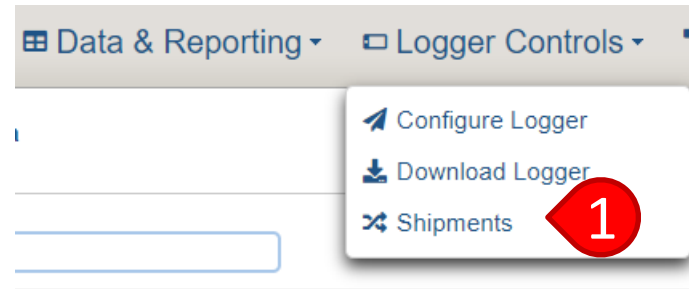 Data & Reporting Logger Controls
Configure Logger
Download Logger
Shipments
1